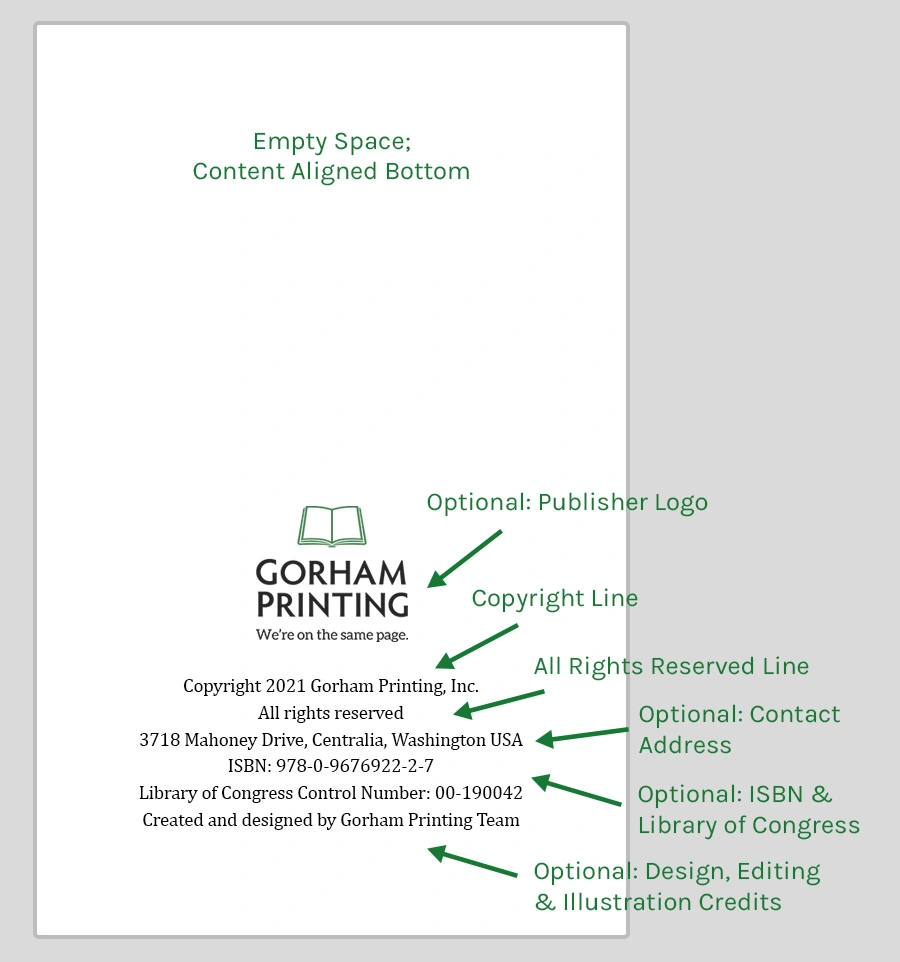 Empty Space;
Content Aligned Bottom
Optional: Publisher Logo
GORHAM
PRINTING
We're on the same page.
Copyright Line
All Rights Reserved Line
Copyright 2021 Gorham Printing, Inc.
All rights reserved
3718 Mahoney Drive, Centralia, Washington USA
ISBN: 978-0-9676922-2-7
Library of Congress Control Number: 00-190042
Created and designed by Gorham Printing Team
Optional: Contact
Address
Optional: ISBN &
Library of Congress
Optional: Design, Editing
& Illustration Credits